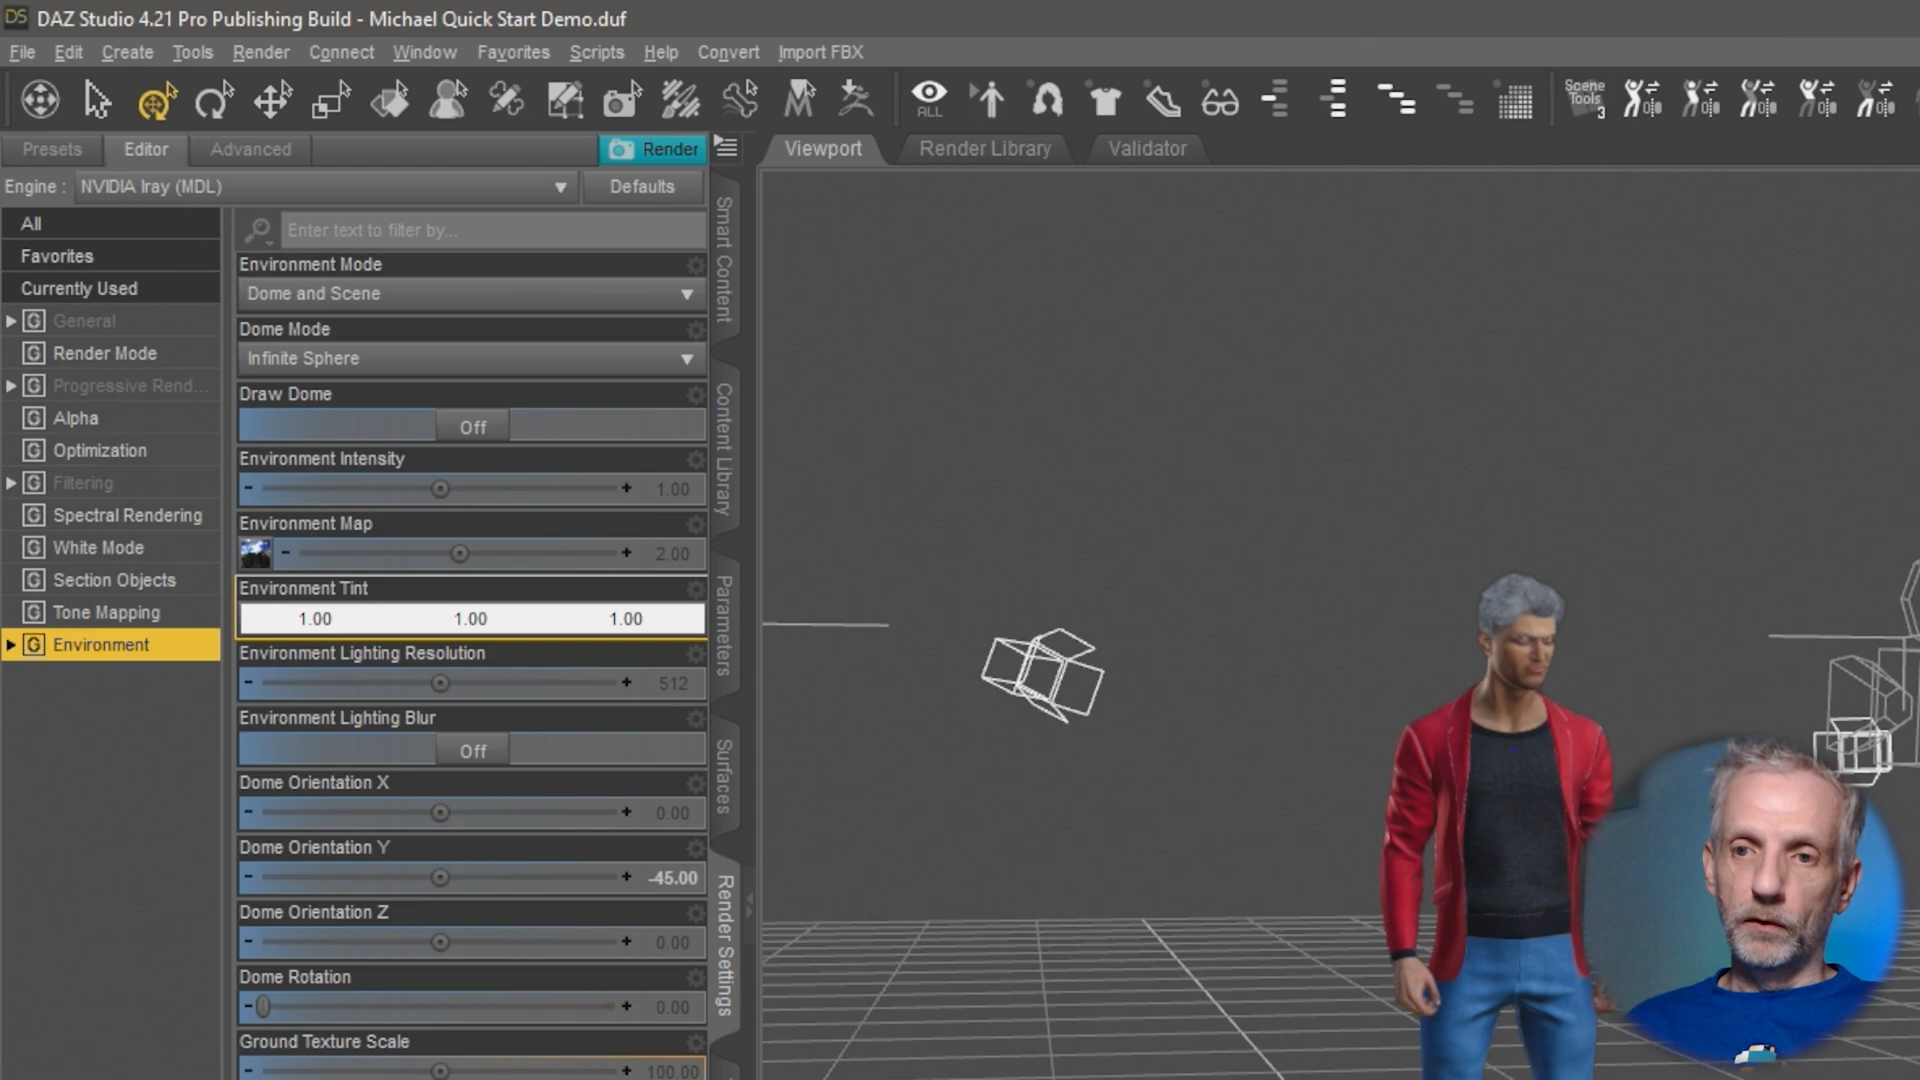 DS DAZ Studio 4.21 Pro Publishing Build - Michael Quick Start Demo.duf
File Edit Create Tools Render Connect Window Favorites Scripts Help Convert Import FBX
ALL
Scene Tools 3
Presets Editor Advanced Render
Viewport Render Library Validator
Engine : NVIDIA Iray (MDL) Defaults
All
Favorites
Currently Used
G General
G Render Mode
G Progressive Rend...
G Alpha
G Optimization
G Filtering
G Spectral Rendering
G White Mode
G Section Objects
G Tone Mapping
G Environment
Enter text to filter by...
Environment Mode
Dome and Scene
Dome Mode
Infinite Sphere
Draw Dome
Off
Environment Intensity
- + 1.00
Environment Map
- + 2.00
Environment Tint
1.00 1.00 1.00
Environment Lighting Resolution
- + 512
Environment Lighting Blur
Off
Dome Orientation X
- + 0.00
Dome Orientation Y
- + -45.00
Dome Orientation Z
- + 0.00
Dome Rotation
- + 0.00
Ground Texture Scale
- + 100.00
Smart Content
Content Library
Parameters
Surfaces
Render Settings